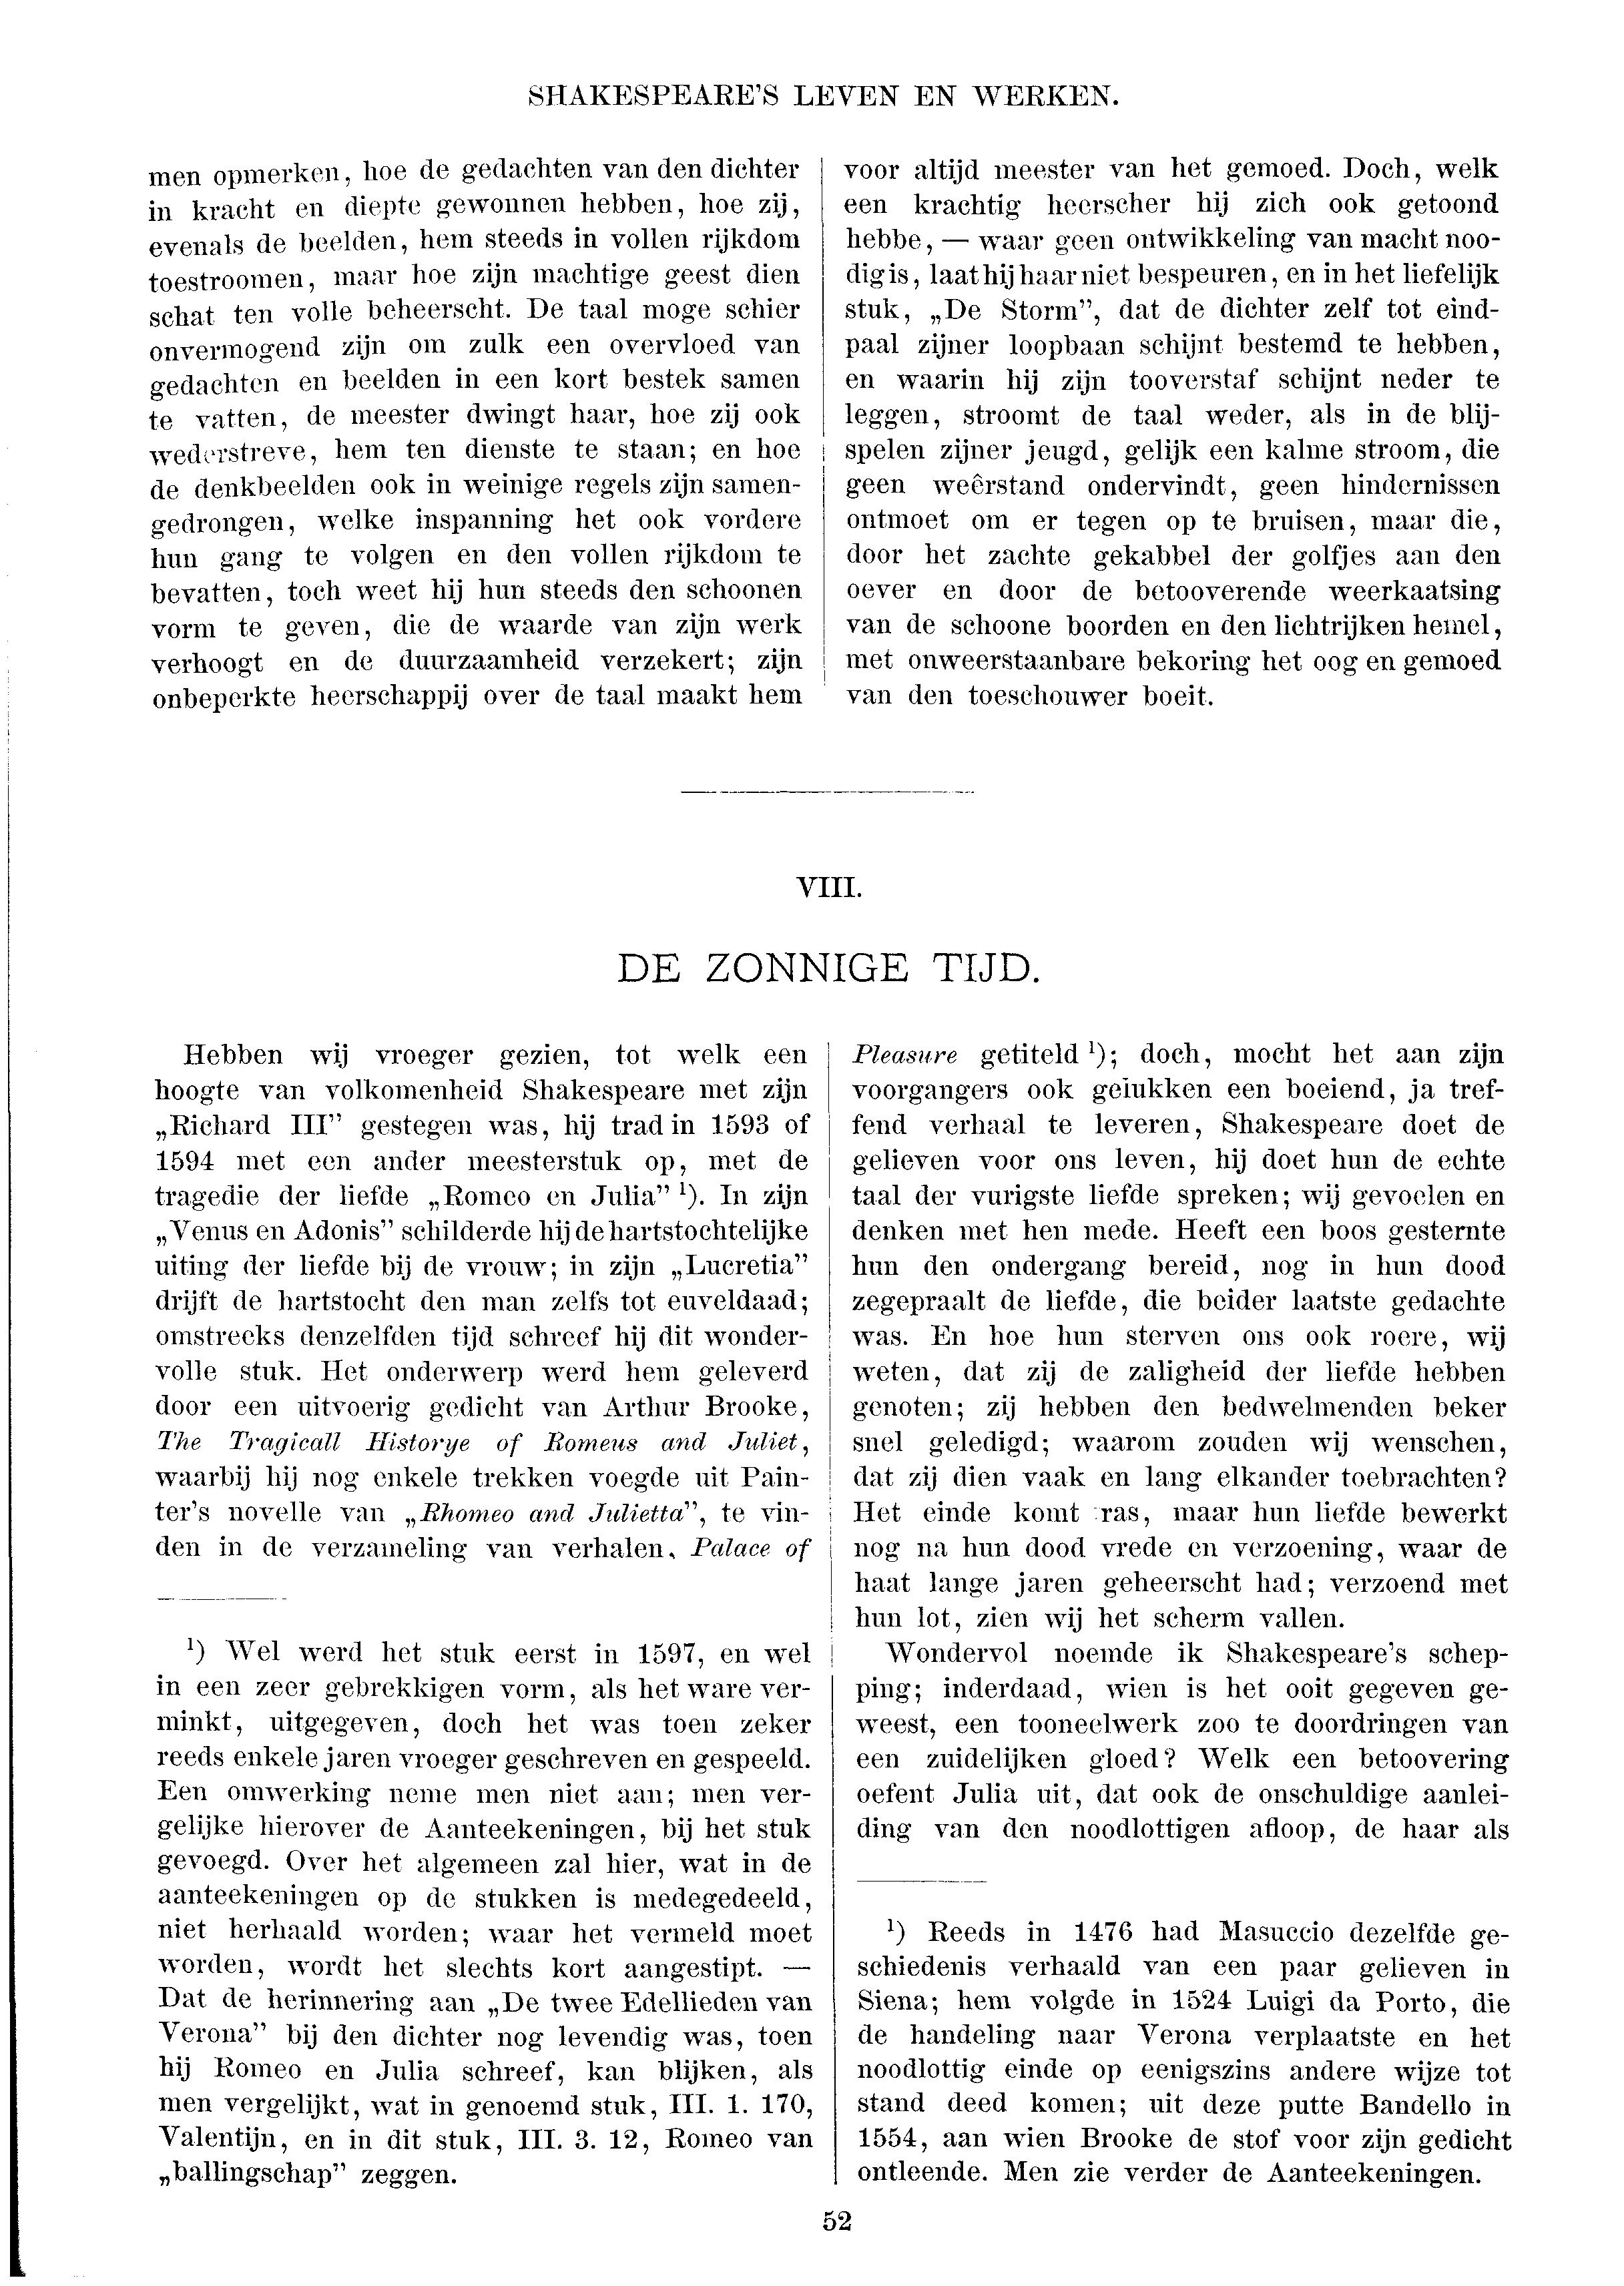 SHAKESPEARE'S LEVEN EN WERKEN.
men opmerken, hoe de gedachten van den dichter
in kracht en diepte gewonnen hebben, hoe zij,
evenals de beelden, hem steeds in vollen rijkdom
toestroomen, maar hoe zijn machtige geest dien
schat ten volle beheerscht. De taal moge schier
onvermogend zijn om zulk een overvloed van
gedachten en beelden in een kort bestek samen
te vatten, de meester dwingt haar, hoe zij ook
wederstreve, hem ten dienste te staan; en hoe
de denkbeelden ook in weinige regels zijn samen-
gedrongen, welke inspanning het ook vordere
hun gang te volgen en den vollen rijkdom te
bevatten, toch weet hij hun steeds den schoonen
vorm te geven, die de waarde van zijn werk
verhoogt en de duurzaamheid verzekert; zijn
onbeperkte heerschappij over de taal maakt hem
voor altijd meester van het gemoed. Doch, welk
een krachtig heerscher hij zich ook getoond
hebbe, — waar geen ontwikkeling van macht noo-
dig is, laat hij haar niet bespeuren, en in het liefelijk
stuk, „De Storm”, dat de dichter zelf tot eind-
paal zijner loopbaan schijnt bestemd te hebben,
en waarin hij zijn tooverstaf schijnt neder te
leggen, stroomt de taal weder, als in de blij-
spelen zijner jeugd, gelijk een kalme stroom, die
geen weêrstand ondervindt, geen hindernissen
ontmoet om er tegen op te bruisen, maar die,
door het zachte gekabbel der golfjes aan den
oever en door de betooverende weerkaatsing
van de schoone boorden en den lichtrijken hemel,
met onweerstaanbare bekoring het oog en gemoed
van den toeschouwer boeit.
VIII.
DE ZONNIGE TIJD.
Hebben wij vroeger gezien, tot welk een
hoogte van volkomenheid Shakespeare met zijn
„Richard III” gestegen was, hij trad in 1593 of
1594 met een ander meesterstuk op, met de
tragedie der liefde „Romeo en Julia” ¹). In zijn
„Venus en Adonis” schilderde hij de hartstochtelijke
uiting der liefde bij de vrouw; in zijn „Lucretia”
drijft de hartstocht den man zelfs tot euveldaad;
omstreeks denzelfden tijd schreef hij dit wonder-
volle stuk. Het onderwerp werd hem geleverd
door een uitvoerig gedicht van Arthur Brooke,
The Tragicall Historye of Romeus and Juliet,
waarbij hij nog enkele trekken voegde uit Pain-
ter's novelle van „Rhomeo and Julietta”, te vin-
den in de verzameling van verhalen, Palace of
¹) Wel werd het stuk eerst in 1597, en wel
in een zeer gebrekkigen vorm, als het ware ver-
minkt, uitgegeven, doch het was toen zeker
reeds enkele jaren vroeger geschreven en gespeeld.
Een omwerking neme men niet aan; men ver-
gelijke hierover de Aanteekeningen, bij het stuk
gevoegd. Over het algemeen zal hier, wat in de
aanteekeningen op de stukken is medegedeeld,
niet herhaald worden; waar het vermeld moet
worden, wordt het slechts kort aangestipt. —
Dat de herinnering aan „De twee Edellieden van
Verona” bij den dichter nog levendig was, toen
hij Romeo en Julia schreef, kan blijken, als
men vergelijkt, wat in genoemd stuk, III. 1. 170,
Valentijn, en in dit stuk, III. 3. 12, Romeo van
„ballingschap” zeggen.
Pleasure getiteld ¹); doch, mocht het aan zijn
voorgangers ook gelukken een boeiend, ja tref-
fend verhaal te leveren, Shakespeare doet de
gelieven voor ons leven, hij doet hun de echte
taal der vurigste liefde spreken; wij gevoelen en
denken met hen mede. Heeft een boos gesternte
hun den ondergang bereid, nog in hun dood
zegepraalt de liefde, die beider laatste gedachte
was. En hoe hun sterven ons ook roere, wij
weten, dat zij de zaligheid der liefde hebben
genoten; zij hebben den bedwelmenden beker
snel geledigd; waarom zouden wij wenschen,
dat zij dien vaak en lang elkander toebrachten?
Het einde komt ras, maar hun liefde bewerkt
nog na hun dood vrede en verzoening, waar de
haat lange jaren geheerscht had; verzoend met
hun lot, zien wij het scherm vallen.
Wondervol noemde ik Shakespeare's schep-
ping; inderdaad, wien is het ooit gegeven ge-
weest, een tooneelwerk zoo te doordringen van
een zuidelijken gloed? Welk een betoovering
oefent Julia uit, dat ook de onschuldige aanlei-
ding van den noodlottigen afloop, de haar als
¹) Reeds in 1476 had Masuccio dezelfde ge-
schiedenis verhaald van een paar gelieven in
Siena; hem volgde in 1524 Luigi da Porto, die
de handeling naar Verona verplaatste en het
noodlottig einde op eenigszins andere wijze tot
stand deed komen; uit deze putte Bandello in
1554, aan wien Brooke de stof voor zijn gedicht
ontleende. Men zie verder de Aanteekeningen.
52